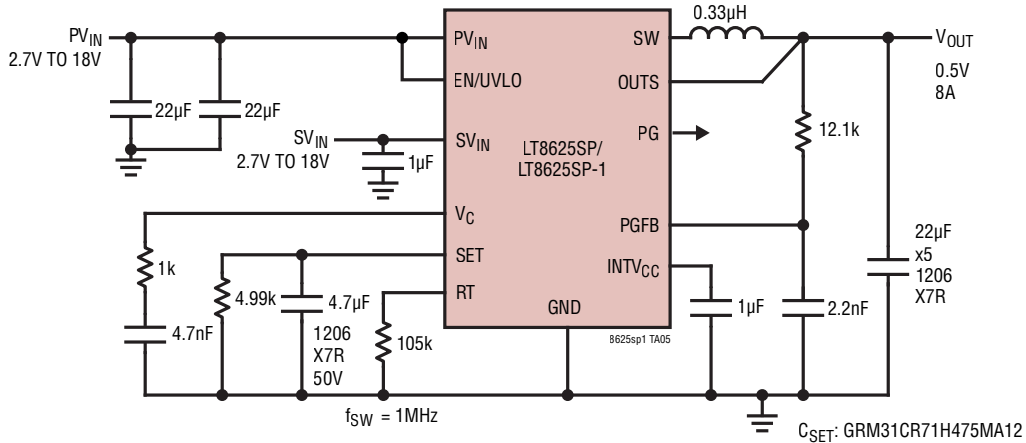 0.33µH
PVIN
2.7V TO 18V
PVIN
SW
VOUT
0.5V
8A
EN/UVLO
OUTS
22µF
22µF
12.1k
SVIN
2.7V TO 18V
SVIN
PG
LT8625SP/
LT8625SP-1
1µF
VC
PGFB
22µF
x5
1206
X7R
SET
INTVCC
1k
4.99k
4.7µF
1206
X7R
50V
RT
GND
1µF
2.2nF
4.7nF
105k
8625sp1 TA05
fSW = 1MHz
CSET: GRM31CR71H475MA12